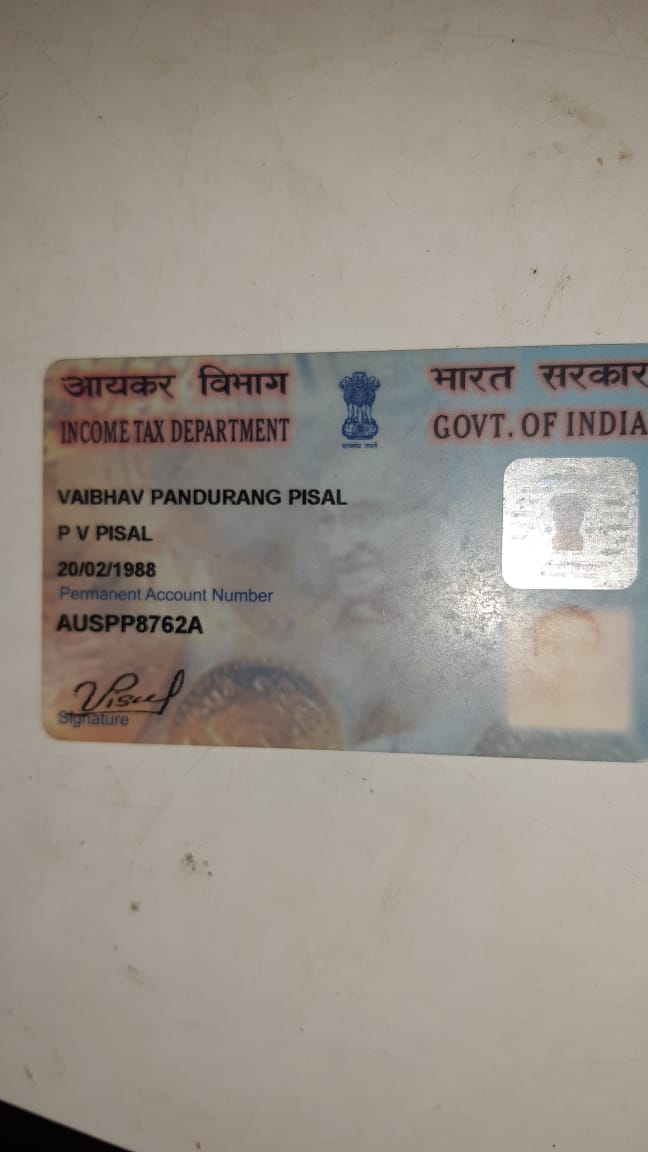 आयकर विभाग
भारत सरकार
INCOME TAX DEPARTMENT
GOVT. OF INDIA
सत्यमेव जयते
VAIBHAV PANDURANG PISAL
P V PISAL
20/02/1988
Permanent Account Number
AUSPP8762A
Signature